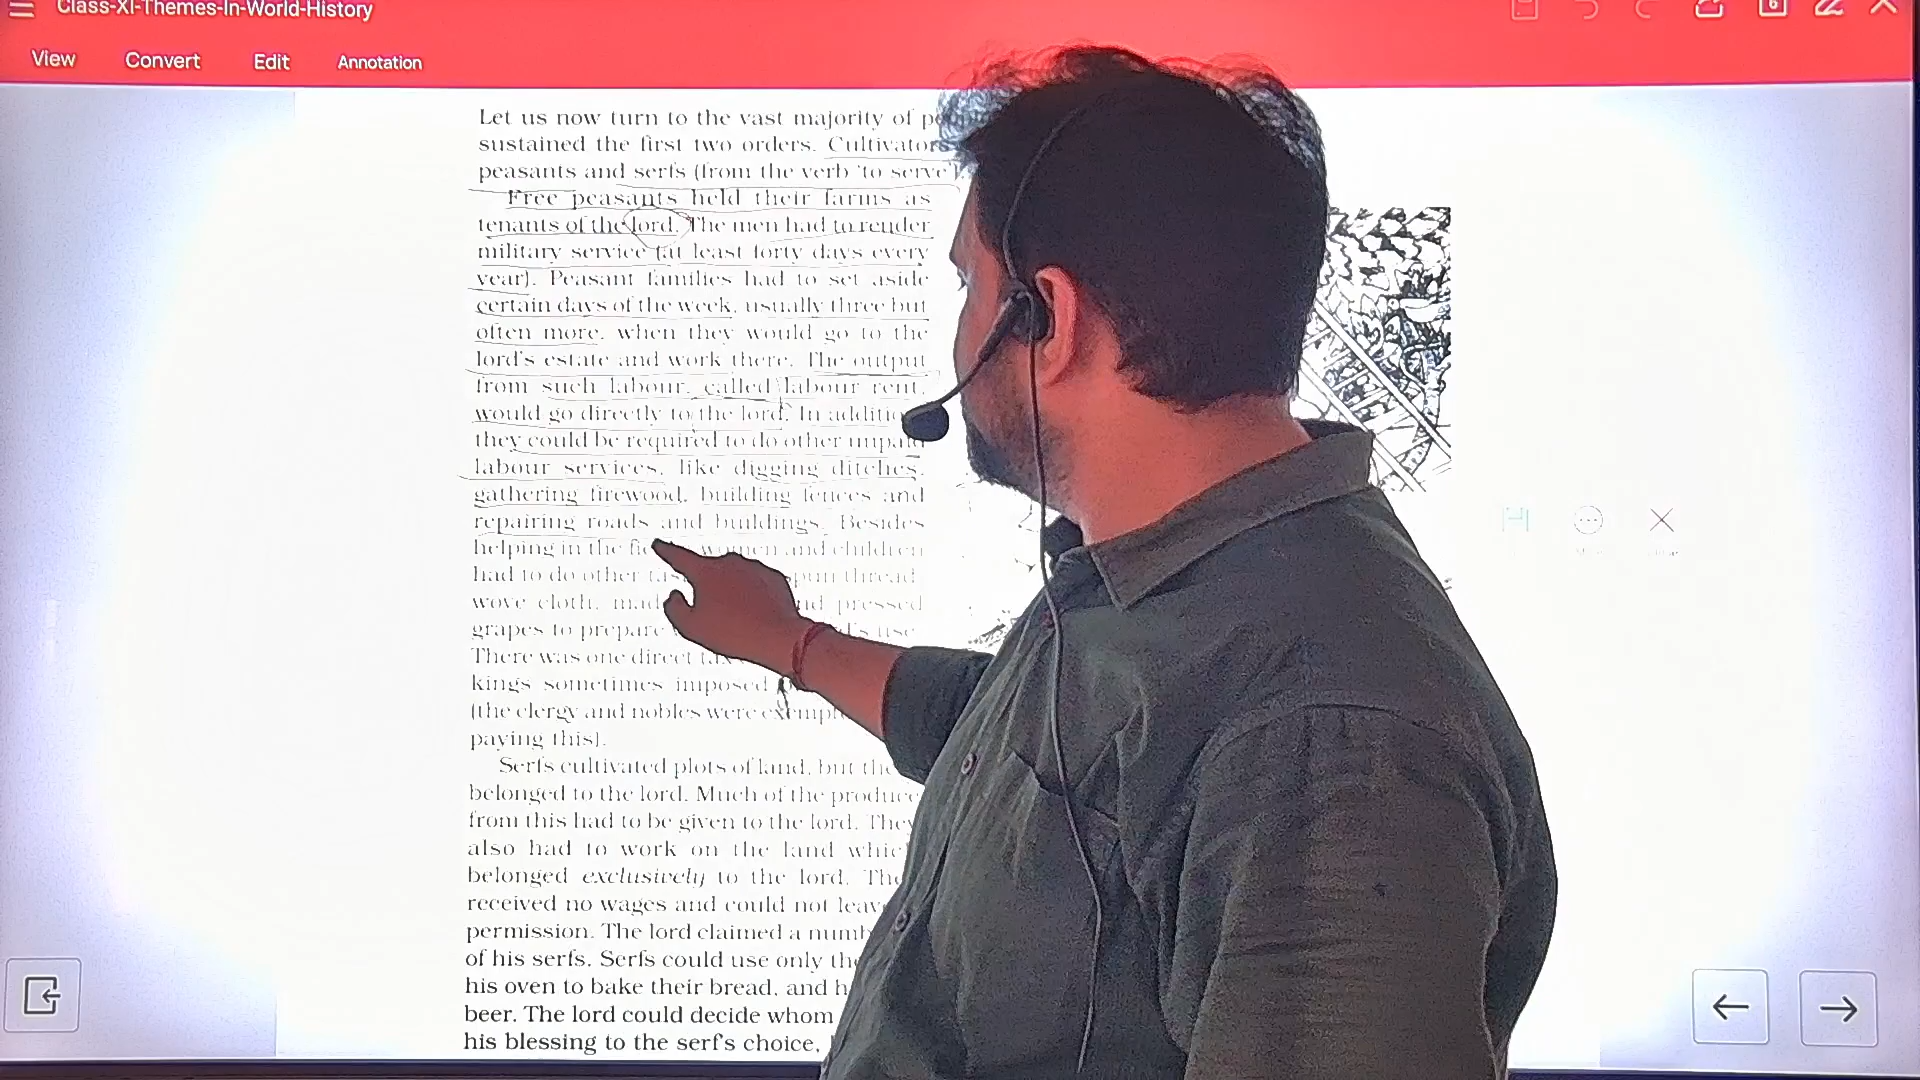 Class-XI-Themes-In-World-History
View Convert Edit Annotation
Let us now turn to the vast majority of
sustained the first two orders. Cultivators
peasants and serfs (from the verb 'to serve').
Free peasants held their farms as
tenants of the lord. The men had to render
military service (at least forty days every
year). Peasant families had to set aside
certain days of the week, usually three but
often more, when they would go to the
lord's estate and work there. The output
from such labour, called labour rent,
would go directly to the lord. In addition
they could be required to do other unpaid
labour services, like digging ditches,
gathering firewood, building fences and
repairing roads and buildings. Besides
helping in the women and children
had to do other spun thread,
wove cloth, pressed
grapes to prepare use.
There was one direct tax
kings sometimes imposed
(the clergy and nobles were
paying this).
Serfs cultivated plots of land, but
belonged to the lord. Much of the produce
from this had to be given to the lord. They
also had to work on the land which
belonged exclusively to the lord.
received no wages and could not
permission. The lord claimed a
of his serfs. Serfs could use only
his oven to bake their bread, and
beer. The lord could decide whom
his blessing to the serf's choice,